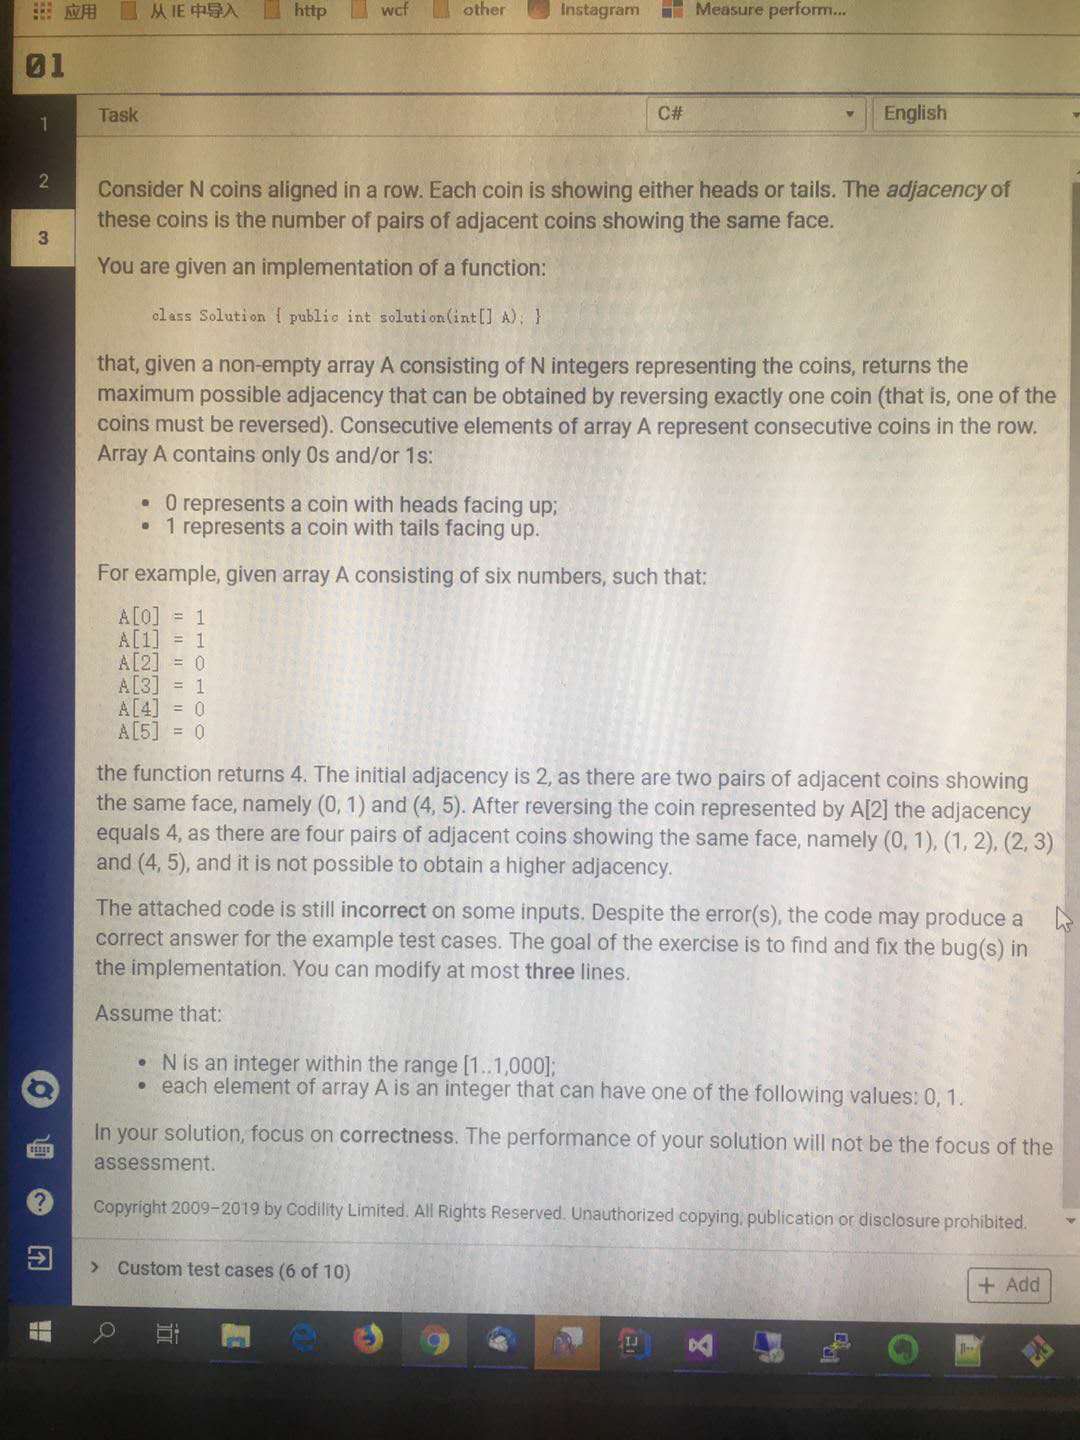 应用 从 IE 中导入 http wcf other Instagram Measure perform...
01
Task C# English
1
2
3
Consider N coins aligned in a row. Each coin is showing either heads or tails. The adjacency of
these coins is the number of pairs of adjacent coins showing the same face.
You are given an implementation of a function:
class Solution { public int solution(int[] A); }
that, given a non-empty array A consisting of N integers representing the coins, returns the
maximum possible adjacency that can be obtained by reversing exactly one coin (that is, one of the
coins must be reversed). Consecutive elements of array A represent consecutive coins in the row.
Array A contains only 0s and/or 1s:
• 0 represents a coin with heads facing up;
• 1 represents a coin with tails facing up.
For example, given array A consisting of six numbers, such that:
A[0] = 1
A[1] = 1
A[2] = 0
A[3] = 1
A[4] = 0
A[5] = 0
the function returns 4. The initial adjacency is 2, as there are two pairs of adjacent coins showing
the same face, namely (0, 1) and (4, 5). After reversing the coin represented by A[2] the adjacency
equals 4, as there are four pairs of adjacent coins showing the same face, namely (0, 1), (1, 2), (2, 3)
and (4, 5), and it is not possible to obtain a higher adjacency.
The attached code is still incorrect on some inputs. Despite the error(s), the code may produce a
correct answer for the example test cases. The goal of the exercise is to find and fix the bug(s) in
the implementation. You can modify at most three lines.
Assume that:
• N is an integer within the range [1..1,000];
• each element of array A is an integer that can have one of the following values: 0, 1.
In your solution, focus on correctness. The performance of your solution will not be the focus of the
assessment.
Copyright 2009–2019 by Codility Limited. All Rights Reserved. Unauthorized copying, publication or disclosure prohibited.
> Custom test cases (6 of 10)
+ Add